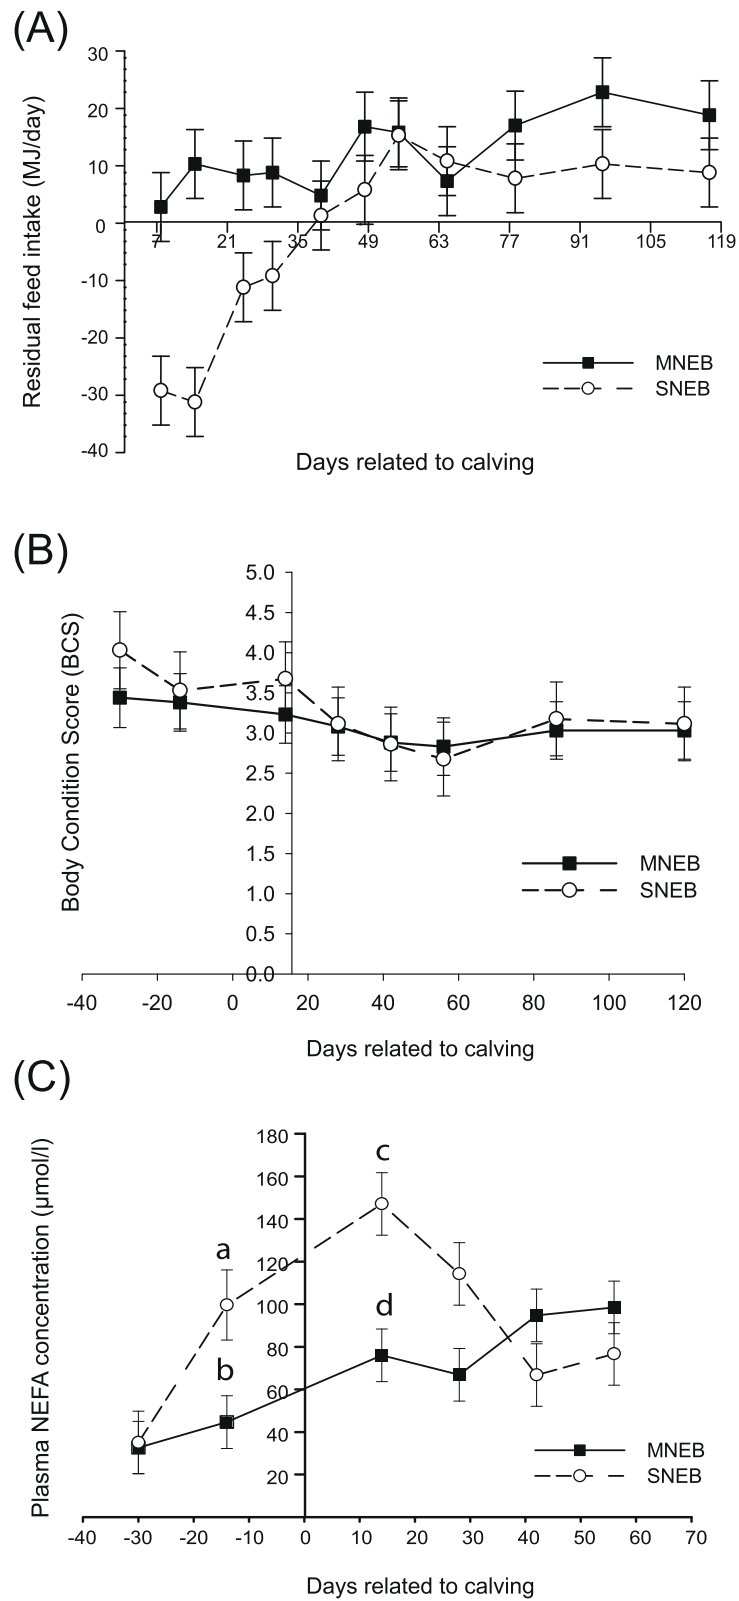 (A)
30
20
10
0
-10
-20
-30
-40
Residual feed intake (MJ/day)
7 21 35 49 63 77 91 105 119
MNEB
SNEB
Days related to calving
(B)
5.0
4.5
4.0
3.5
3.0
2.5
2.0
1.5
1.0
0.5
0.0
Body Condition Score (BCS)
MNEB
SNEB
-40 -20 0 20 40 60 80 100 120
Days related to calving
(C)
180
160
140
120
100
80
60
40
20
Plasma NEFA concentration (µmol/l)
c
a
d
b
MNEB
SNEB
-40 -30 -20 -10 0 10 20 30 40 50 60 70
Days related to calving